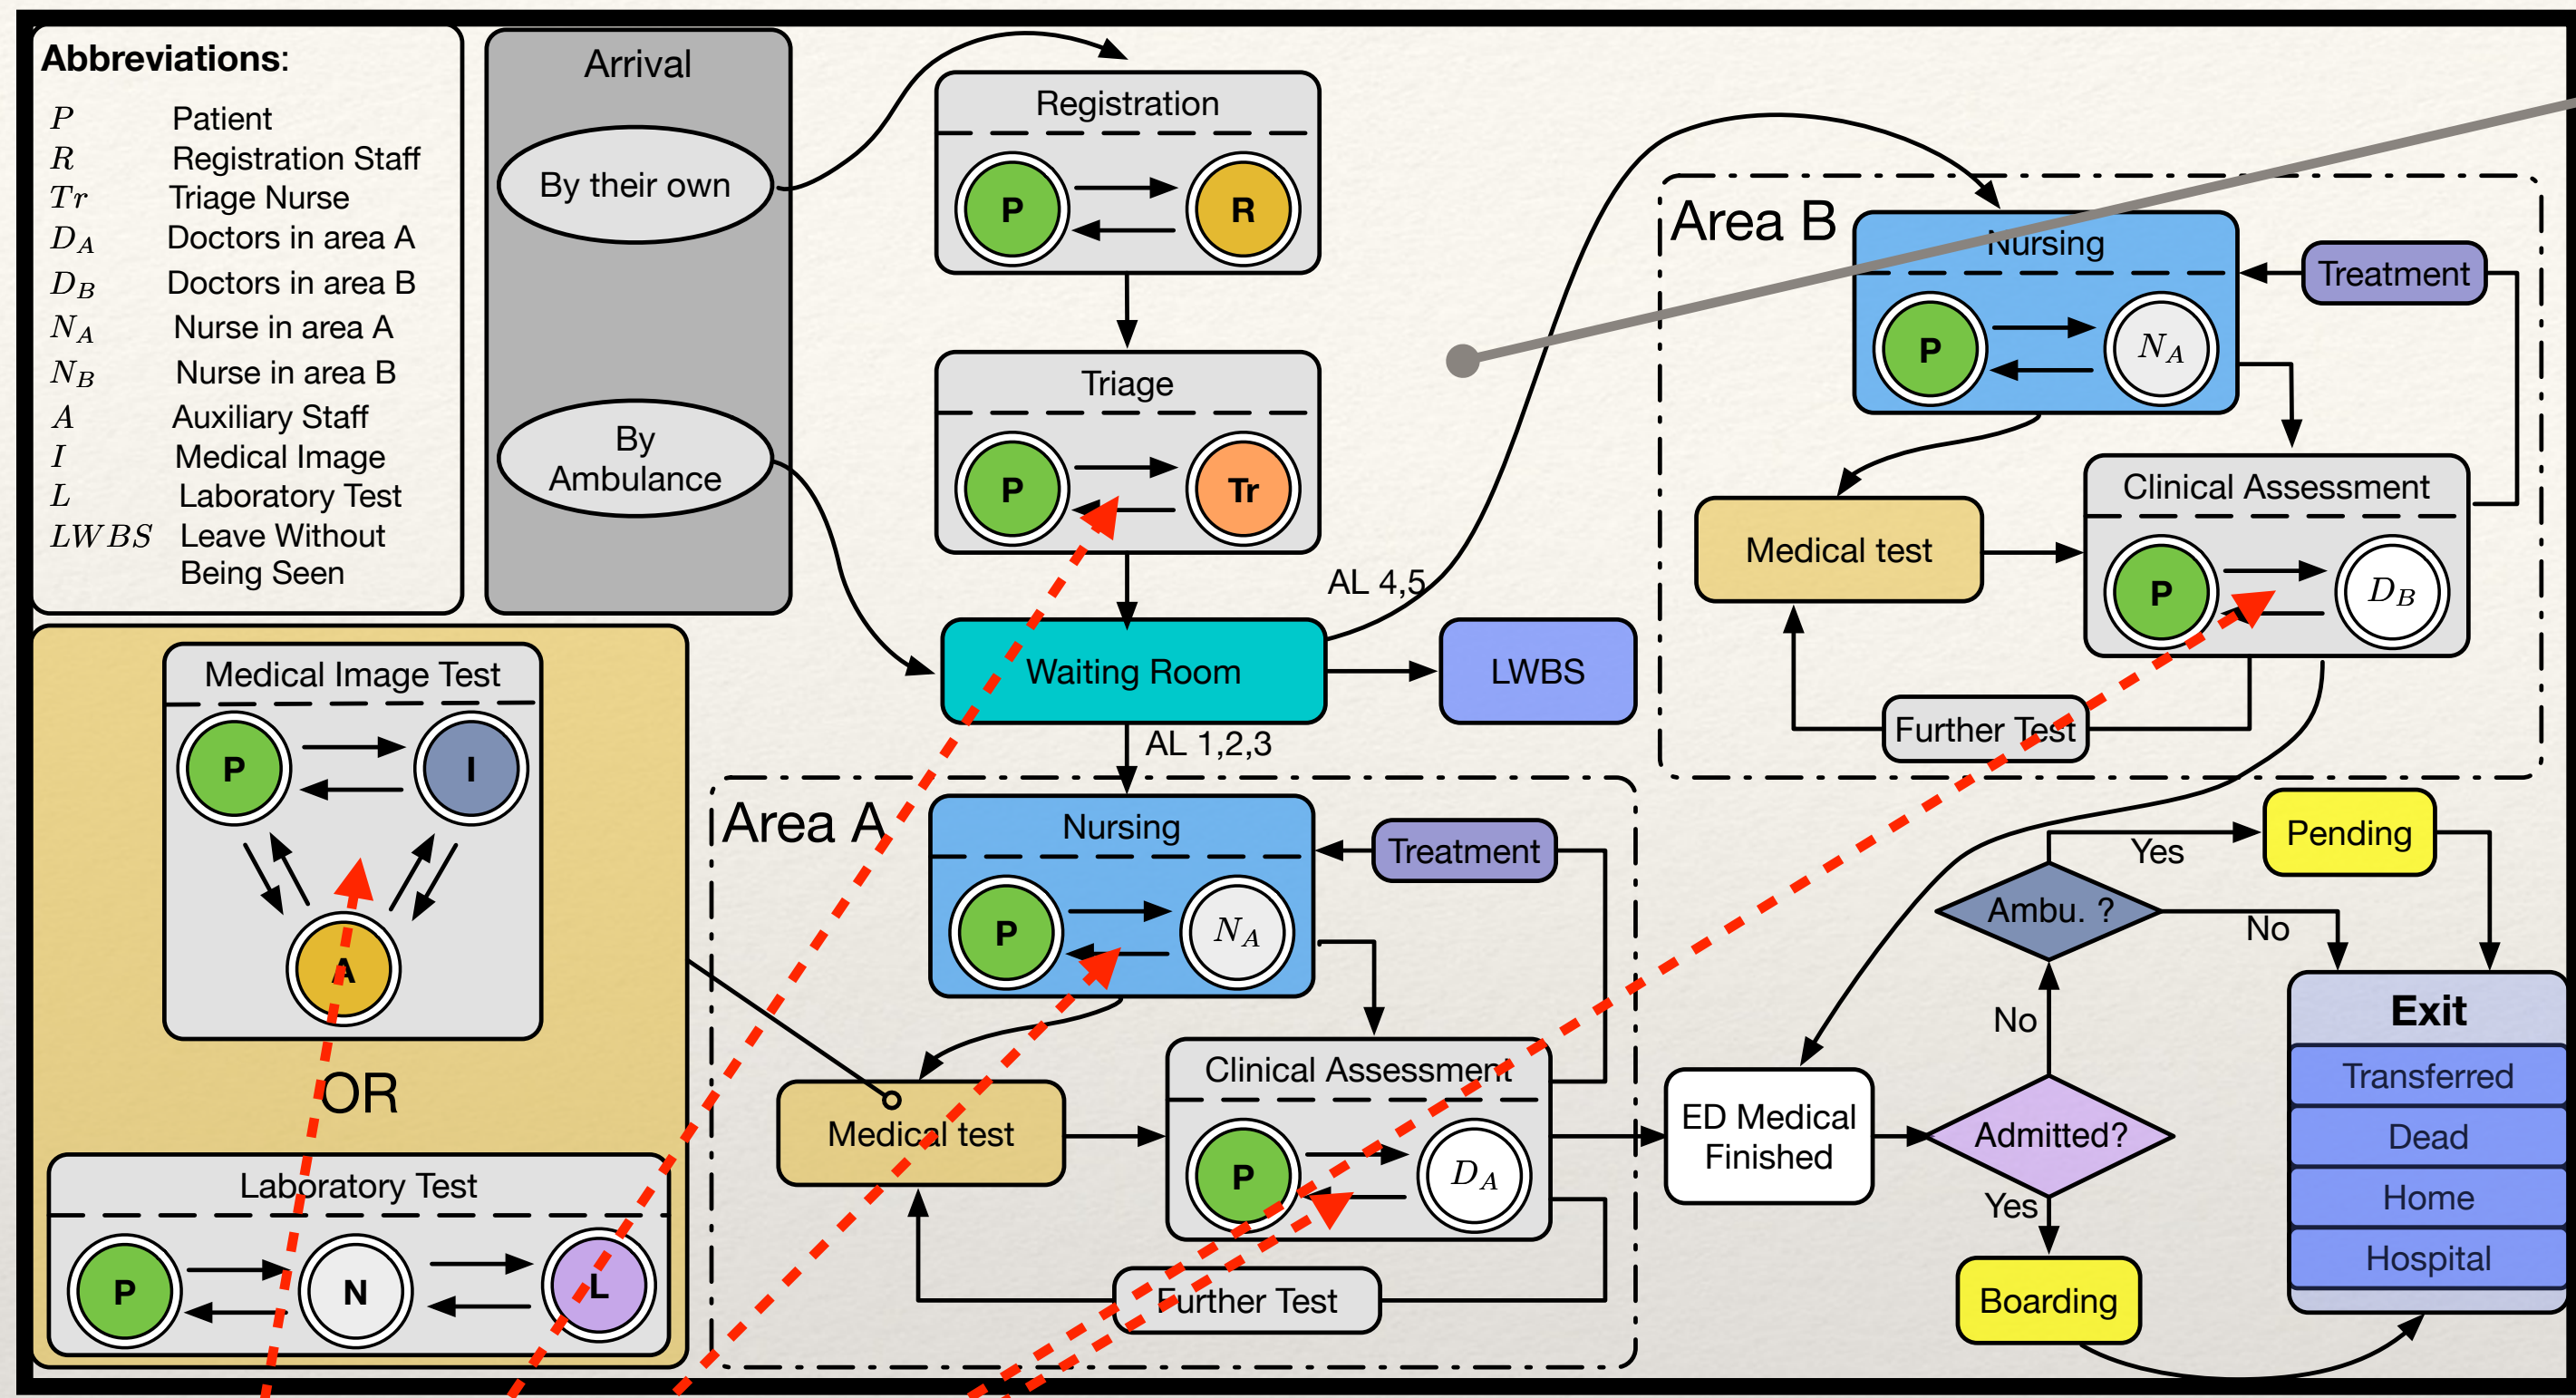 Abbreviations:
P Patient
R Registration Staff
Tr Triage Nurse
D_A Doctors in area A
D_B Doctors in area B
N_A Nurse in area A
N_B Nurse in area B
A Auxiliary Staff
I Medical Image
L Laboratory Test
LWBS Leave Without
Being Seen
Arrival
By their own
By
Ambulance
Registration
P R
Triage
P Tr
AL 4,5
Waiting Room
LWBS
AL 1,2,3
Area B
Nursing
Treatment
P N_A
Clinical Assessment
Medical test
P D_B
Further Test
Medical Image Test
P I
A
OR
Laboratory Test
P N L
Area A
Nursing
Treatment
P N_A
Clinical Assessment
Medical test
P D_A
Further Test
ED Medical
Finished
Admitted?
No
Yes
Ambu. ?
Yes
No
Pending
Boarding
Exit
Transferred
Dead
Home
Hospital